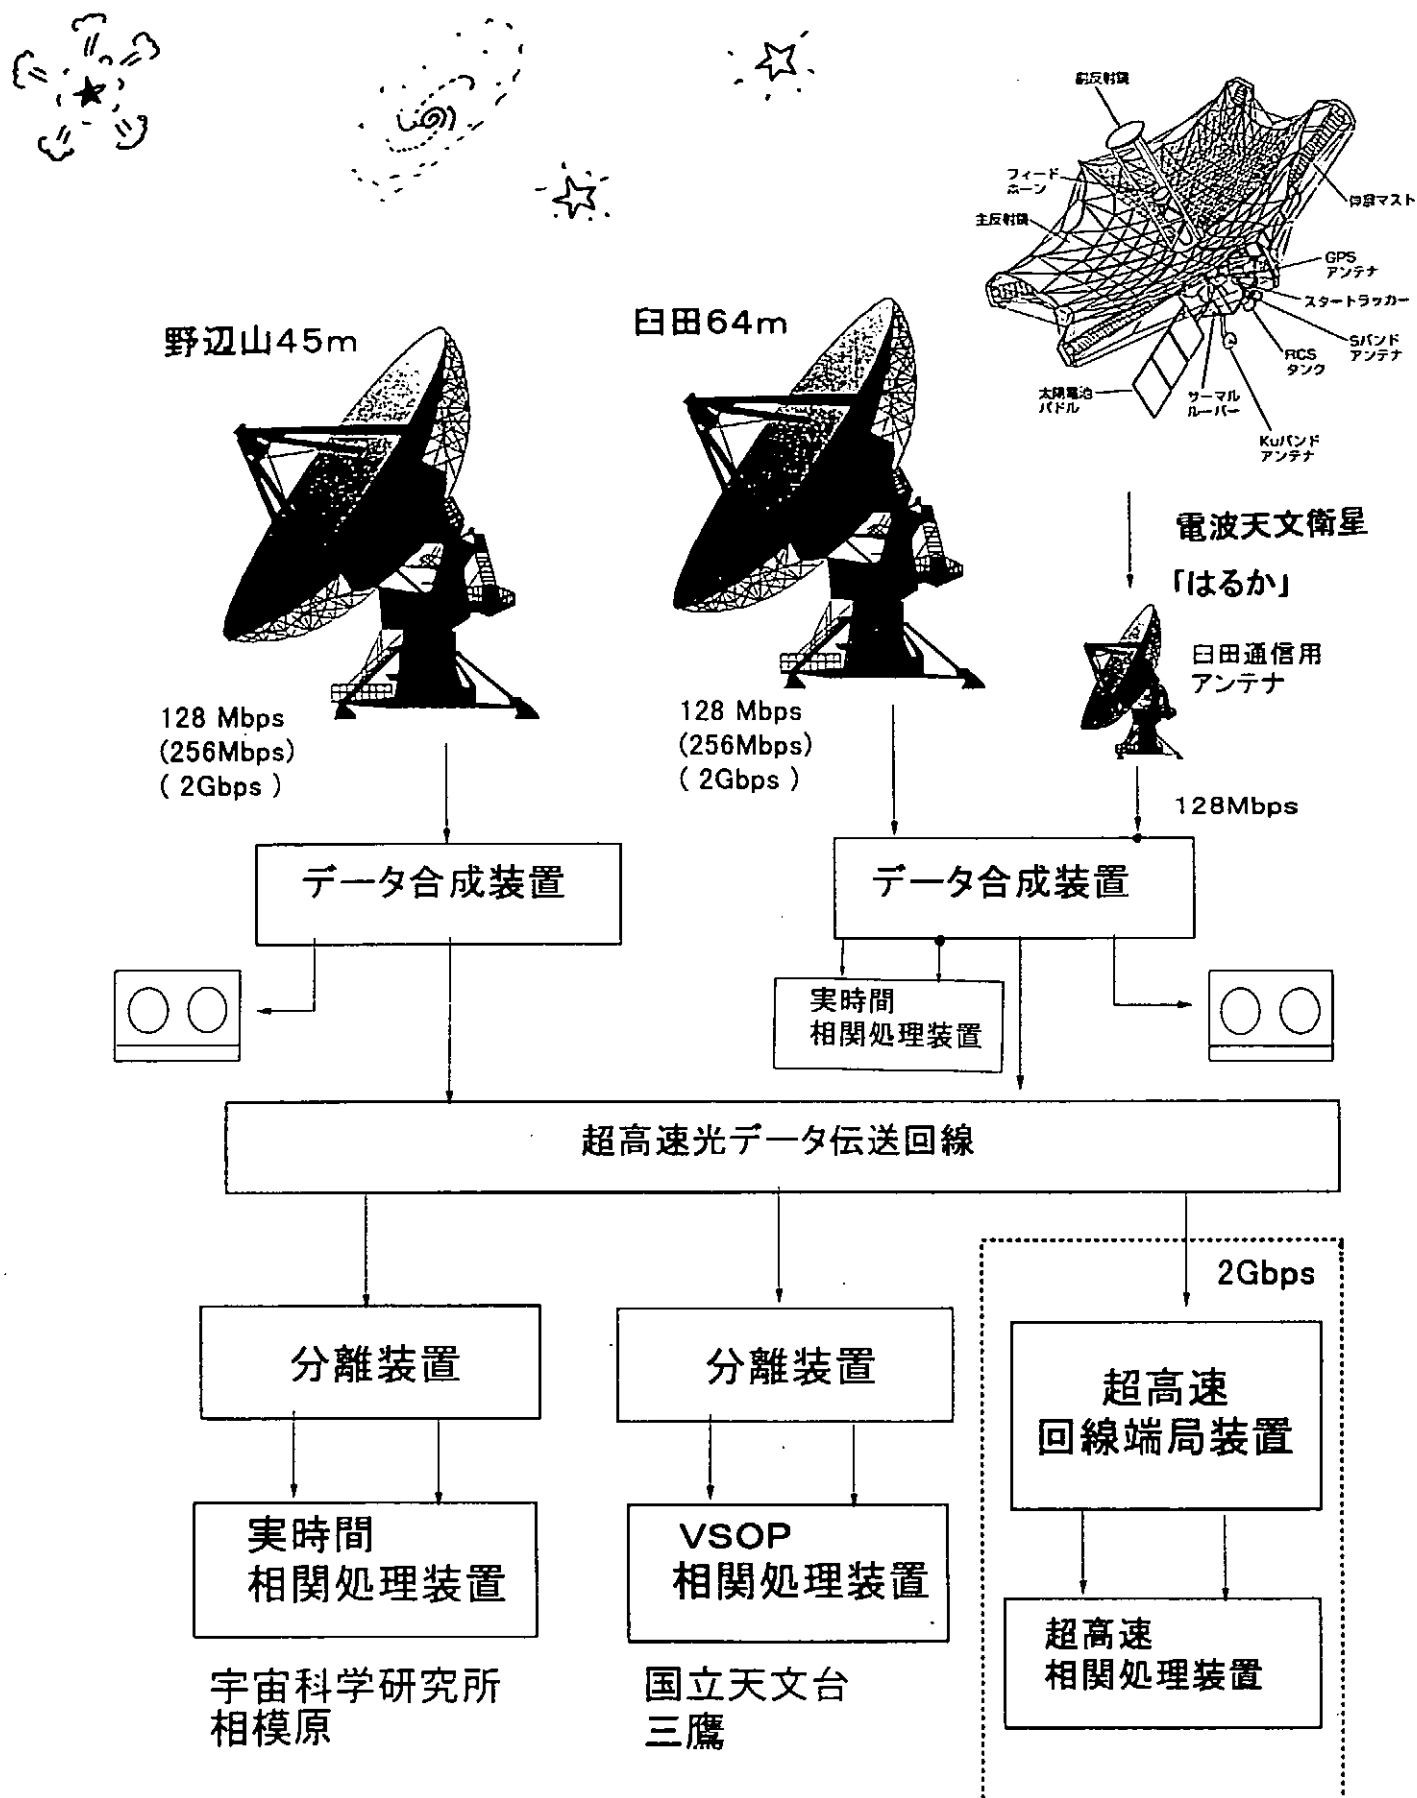 副反射鏡
フィード
ホーン
主反射鏡
伸展マスト
GPS
アンテナ
スタートラッカー
Sバンド
アンテナ
RCS
タンク
太陽電池
パドル
サーマル
ルーバー
Kuバンド
アンテナ
野辺山45m
臼田64m
電波天文衛星
「はるか」
臼田通信用
アンテナ
128 Mbps
(256Mbps)
( 2Gbps )
128 Mbps
(256Mbps)
( 2Gbps )
128Mbps
データ合成装置
データ合成装置
実時間
相関処理装置
超高速光データ伝送回線
2Gbps
分離装置
分離装置
超高速
回線端局装置
実時間
相関処理装置
VSOP
相関処理装置
超高速
相関処理装置
宇宙科学研究所
相模原
国立天文台
三鷹